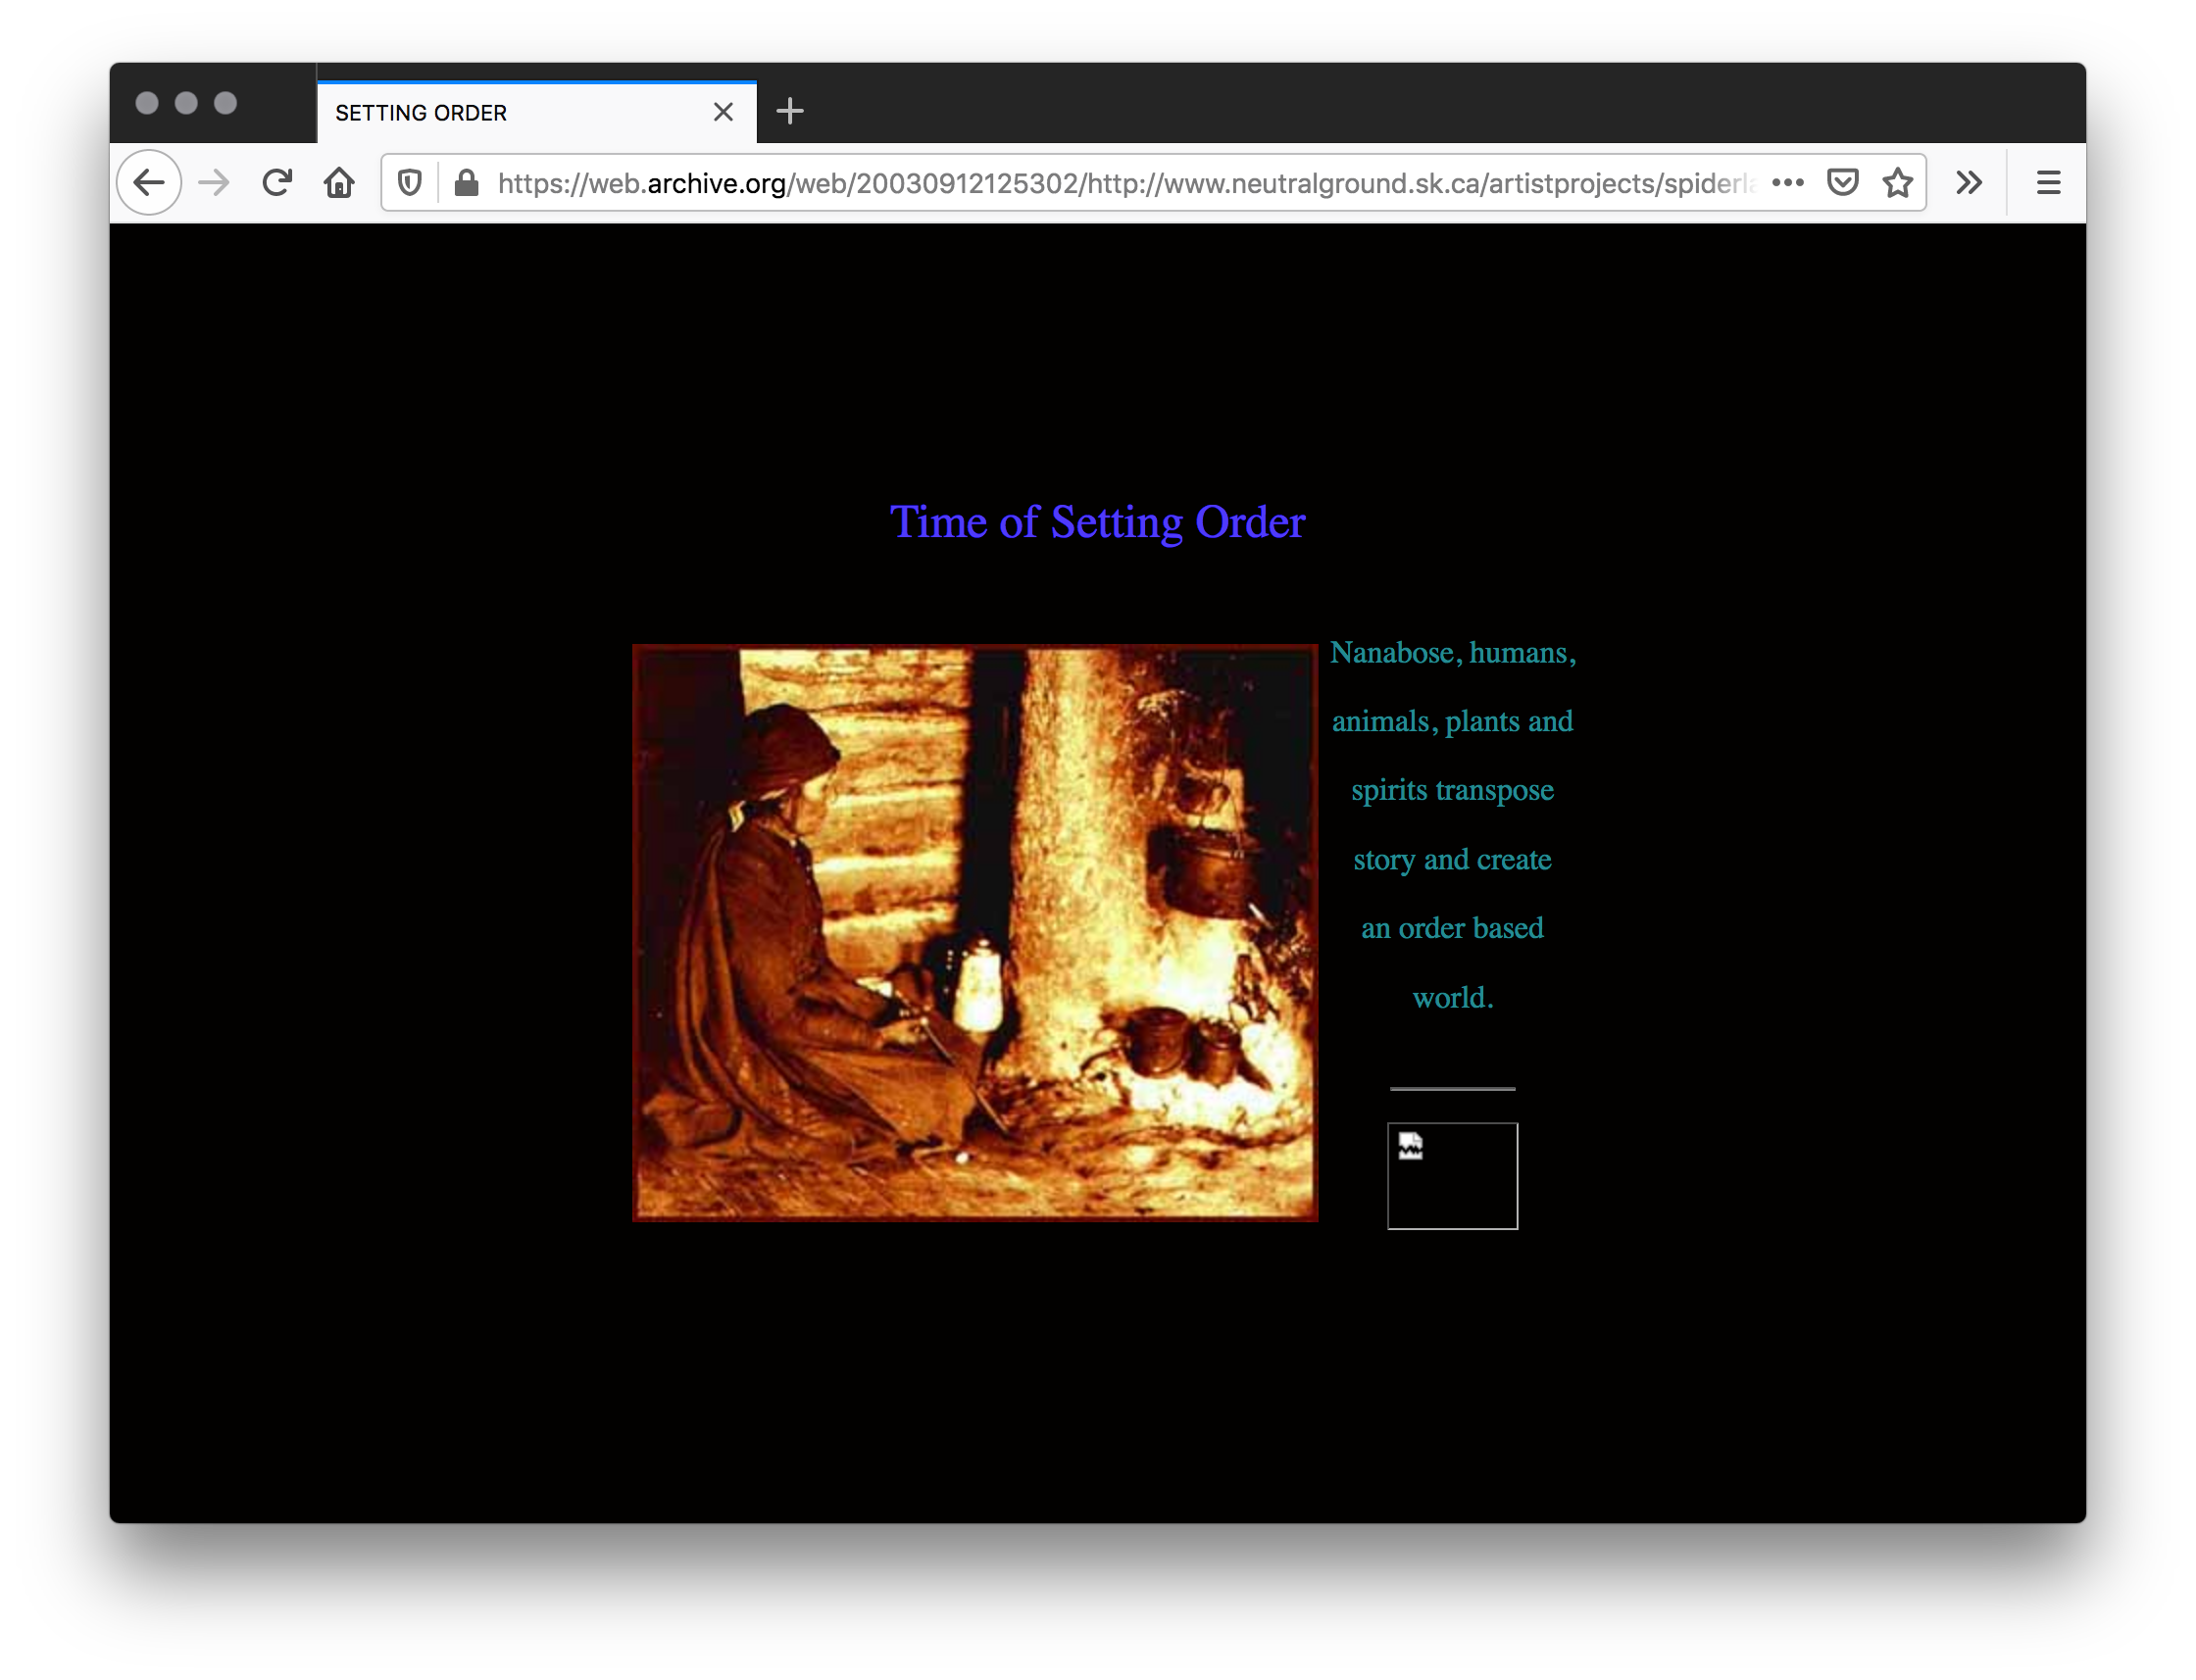 SETTING ORDER
https://web.archive.org/web/20030912125302/http://www.neutralground.sk.ca/artistprojects/spiderla
Time of Setting Order
Nanabose, humans,
animals, plants and
spirits transpose
story and create
an order based
world.